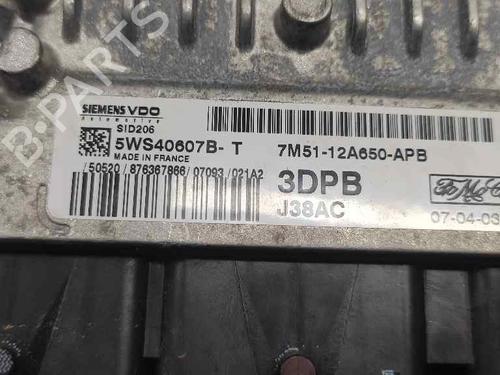 SIEMENS VDO
automotive
SID206
5WS40607B- T 7M51-12A650-APB
MADE IN FRANCE
/50520/876367866/07093/021A2
3DPB
J38AC
FoMoCo
07-04-03
B-Parts